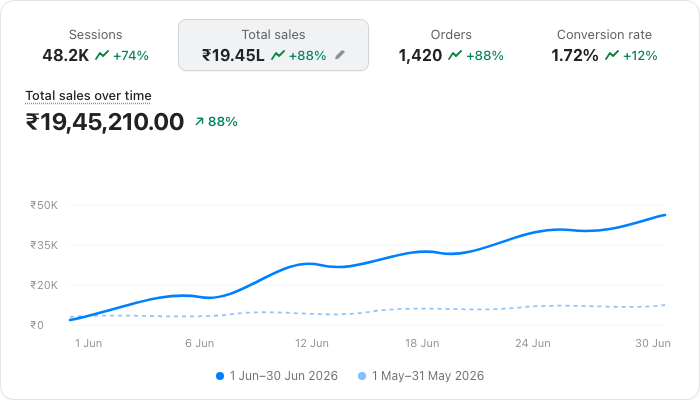 Sessions
48.2K +74%
Total sales
₹19.45L +88%
Orders
1,420 +88%
Conversion rate
1.72% +12%
Total sales over time
₹19,45,210.00 ↗ 88%
₹50K
₹35K
₹20K
₹0
1 Jun 6 Jun 12 Jun 18 Jun 24 Jun 30 Jun
1 Jun–30 Jun 2026 1 May–31 May 2026